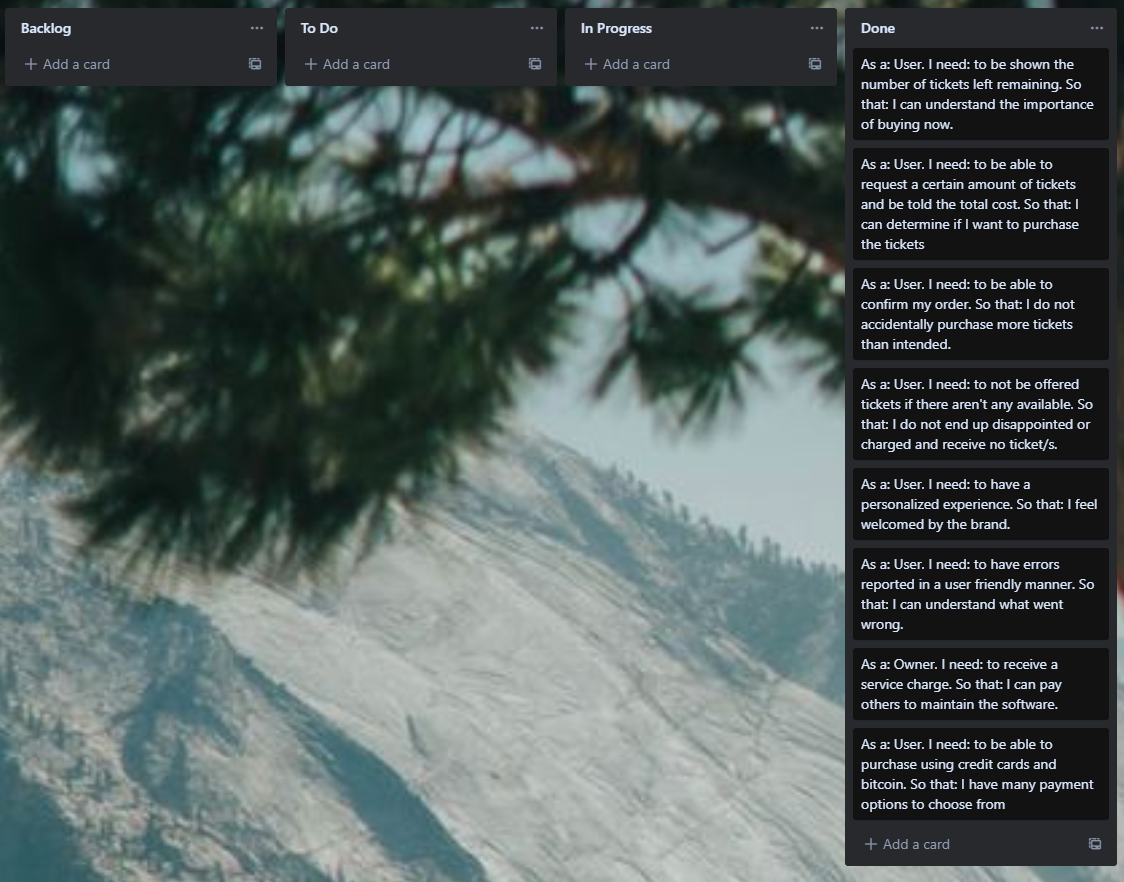 Backlog
Add a card
To Do
Add a card
In Progress
Add a card
Done
As a: User. I need: to be shown the
number of tickets left remaining. So
that: I can understand the importance
of buying now.
As a: User. I need: to be able to
request a certain amount of tickets
and be told the total cost. So that: I
can determine if I want to purchase
the tickets
As a: User. I need: to be able to
confirm my order. So that: I do not
accidentally purchase more tickets
than intended.
As a: User. I need: to not be offered
tickets if there aren't any available. So
that: I do not end up disappointed or
charged and receive no ticket/s.
As a: User. I need: to have a
personalized experience. So that: I feel
welcomed by the brand.
As a: User. I need: to have errors
reported in a user friendly manner. So
that: I can understand what went
wrong.
As a: Owner. I need: to receive a
service charge. So that: I can pay
others to maintain the software.
As a: User. I need: to be able to
purchase using credit cards and
bitcoin. So that: I have many payment
options to choose from
Add a card